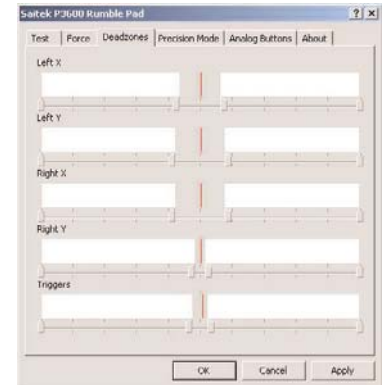 Saitek P3600 Rumble Pad
Test Force Deadzones Precision Mode Analog Buttons About
Left X
Left Y
Right X
Right Y
Triggers
OK Cancel Apply